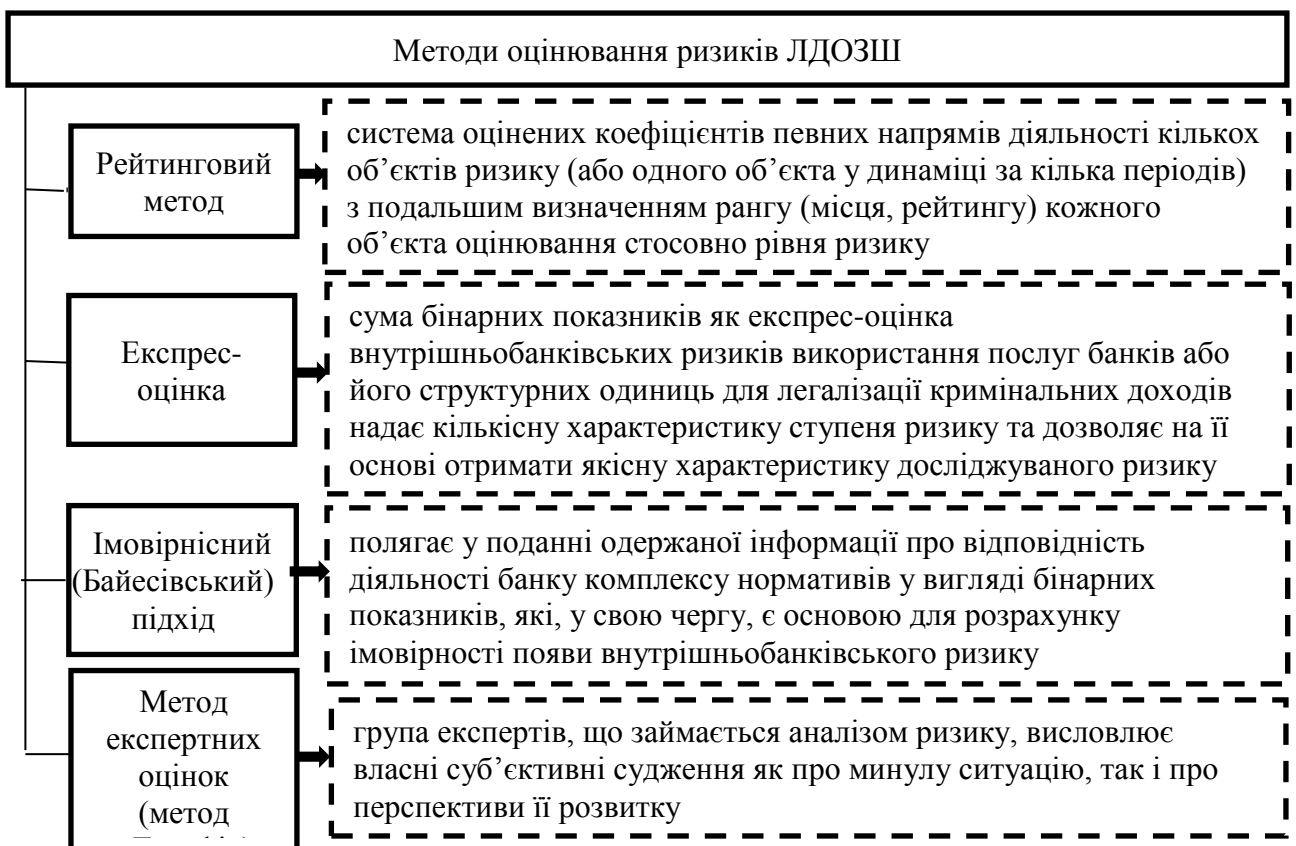 Методи оцінювання ризиків ЛДОЗШ
Рейтинговий
метод
система оцінених коефіцієнтів певних напрямів діяльності кількох
об’єктів ризику (або одного об’єкта у динаміці за кілька періодів)
з подальшим визначенням рангу (місця, рейтингу) кожного
об’єкта оцінювання стосовно рівня ризику
Експрес-
оцінка
сума бінарних показників як експрес-оцінка
внутрішньобанківських ризиків використання послуг банків або
його структурних одиниць для легалізації кримінальних доходів
надає кількісну характеристику ступеня ризику та дозволяє на її
основі отримати якісну характеристику досліджуваного ризику
Імовірнісний
(Байесівський)
підхід
полягає у поданні одержаної інформації про відповідність
діяльності банку комплексу нормативів у вигляді бінарних
показників, які, у свою чергу, є основою для розрахунку
імовірності появи внутрішньобанківського ризику
Метод
експертних
оцінок
(метод
група експертів, що займається аналізом ризику, висловлює
власні суб’єктивні судження як про минулу ситуацію, так і про
перспективи її розвитку